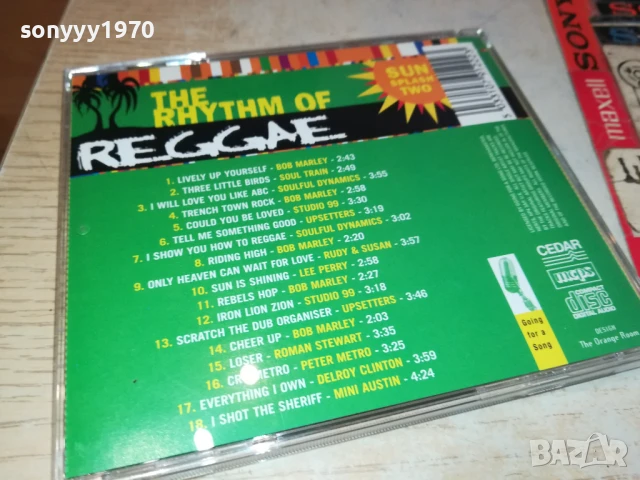 sonyyy1970
THE
RHYTHM OF
REGGAE
SUN
SPLASH
TWO
1. LIVELY UP YOURSELF - BOB MARLEY - 2:43
2. THREE LITTLE BIRDS - SOUL TRAIN - 2:49
3. I WILL LOVE YOU LIKE ABC - SOULFUL DYNAMICS - 3:55
4. TRENCH TOWN ROCK - BOB MARLEY - 2:58
5. COULD YOU BE LOVED - STUDIO 99 - 3:30
6. TELL ME SOMETHING GOOD - UPSETTERS - 3:19
7. I SHOW YOU HOW TO REGGAE - SOULFUL DYNAMICS - 3:02
8. RIDING HIGH - BOB MARLEY - 2:20
9. ONLY HEAVEN CAN WAIT FOR LOVE - RUDY & SUSAN - 3:57
10. SUN IS SHINING - LEE PERRY - 2:58
11. REBELS HOP - BOB MARLEY - 2:27
12. IRON LION ZION - STUDIO 99 - 3:18
13. SCRATCH THE DUB ORGANISER - UPSETTERS - 3:46
14. CHEER UP - BOB MARLEY - 2:03
15. LOSER - ROMAN STEWART - 3:35
16. METRO - PETER METRO - 3:25
17. EVERYTHING I OWN - DELROY CLINTON - 3:59
18. I SHOT THE SHERIFF - MINI AUSTIN - 4:24
Going
for a
Song
CEDAR
mcps
COMPACT
disc
DIGITAL AUDIO
DESIGN
The Orange Room
maxell
SONY
BAZAR